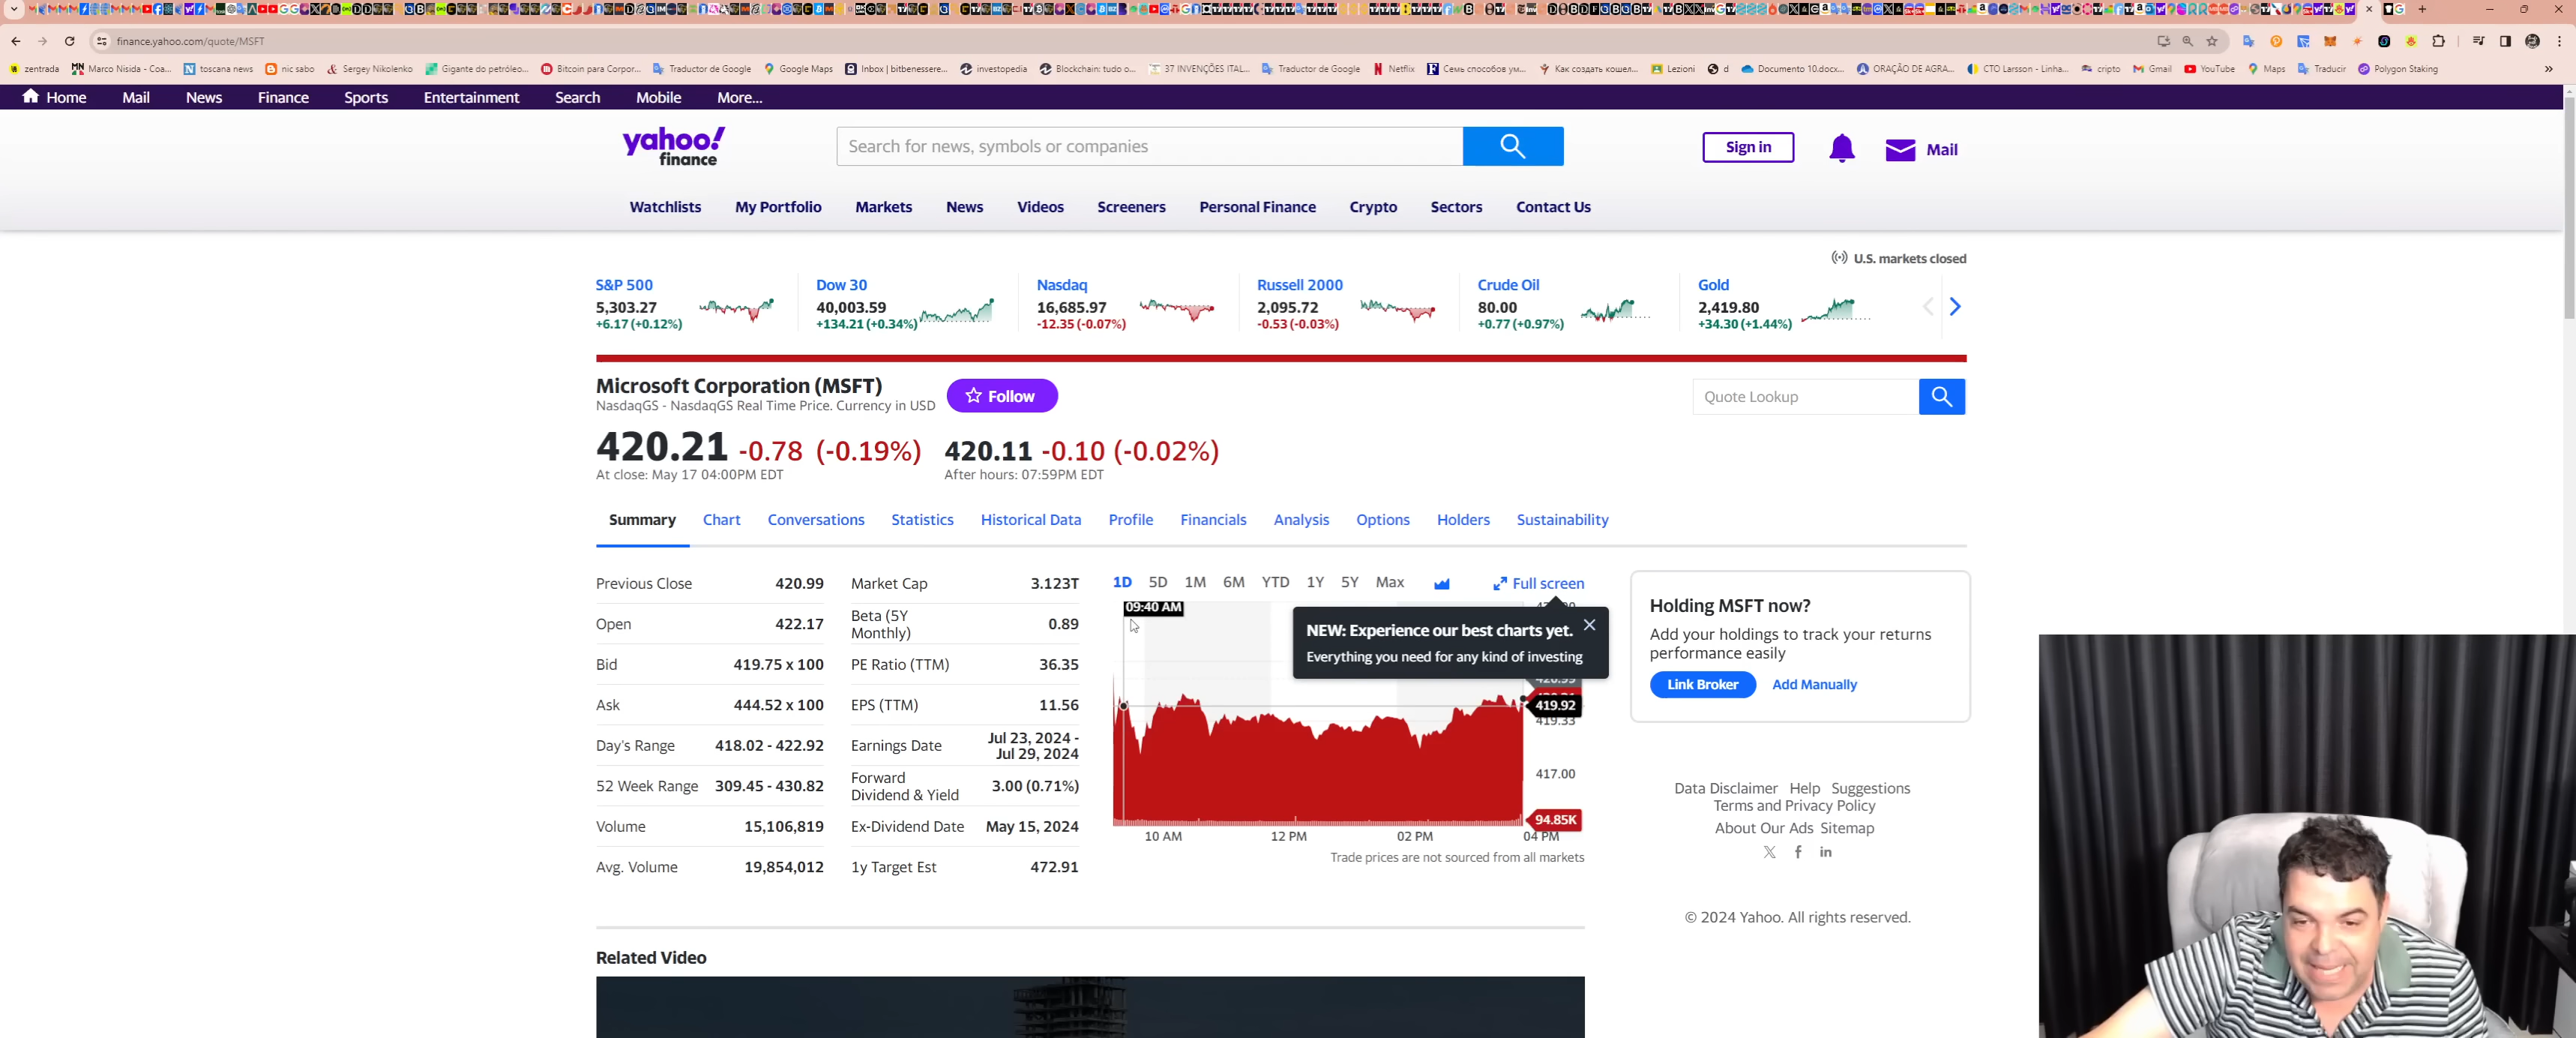 finance.yahoo.com/quote/MSFT
zentrada
Marco Nisida - Coa...
toscana news
nic sabo
Sergey Nikolenko
Gigante do petróleo...
Bitcoin para Corpor...
Traductor de Google
Google Maps
Inbox | bitbenessere...
investopedia
Blockchain: tudo o...
37 INVENÇÕES ITAL...
Traductor de Google
Netflix
Семь способов ум...
Как создать кошел...
Lezioni
d
Documento 10.docx...
ORAÇÃO DE AGRA...
CTO Larsson - Linha...
cripto
Gmail
YouTube
Maps
Traducir
Polygon Staking
Home Mail News Finance Sports Entertainment Search Mobile More...
yahoo!
finance
Search for news, symbols or companies
Sign in
Mail
Watchlists My Portfolio Markets News Videos Screeners Personal Finance Crypto Sectors Contact Us
U.S. markets closed
S&P 500
5,303.27
+6.17 (+0.12%)
Dow 30
40,003.59
+134.21 (+0.34%)
Nasdaq
16,685.97
-12.35 (-0.07%)
Russell 2000
2,095.72
-0.53 (-0.03%)
Crude Oil
80.00
+0.77 (+0.97%)
Gold
2,419.80
+34.30 (+1.44%)
Microsoft Corporation (MSFT)
NasdaqGS - NasdaqGS Real Time Price. Currency in USD
Follow
Quote Lookup
420.21 -0.78 (-0.19%)
At close: May 17 04:00PM EDT
420.11 -0.10 (-0.02%)
After hours: 07:59PM EDT
Summary Chart Conversations Statistics Historical Data Profile Financials Analysis Options Holders Sustainability
Previous Close 420.99
Open 422.17
Bid 419.75 x 100
Ask 444.52 x 100
Day's Range 418.02 - 422.92
52 Week Range 309.45 - 430.82
Volume 15,106,819
Avg. Volume 19,854,012
Market Cap 3.123T
Beta (5Y
Monthly) 0.89
PE Ratio (TTM) 36.35
EPS (TTM) 11.56
Earnings Date Jul 23, 2024 -
Jul 29, 2024
Forward
Dividend & Yield 3.00 (0.71%)
Ex-Dividend Date May 15, 2024
1y Target Est 472.91
1D 5D 1M 6M YTD 1Y 5Y Max
Full screen
09:40 AM
NEW: Experience our best charts yet.
Everything you need for any kind of investing
419.92
419.33
417.00
94.85K
10 AM 12 PM 02 PM 04 PM
Trade prices are not sourced from all markets
Holding MSFT now?
Add your holdings to track your returns
performance easily
Link Broker Add Manually
Data Disclaimer Help Suggestions
Terms and Privacy Policy
About Our Ads Sitemap
© 2024 Yahoo. All rights reserved.
Related Video